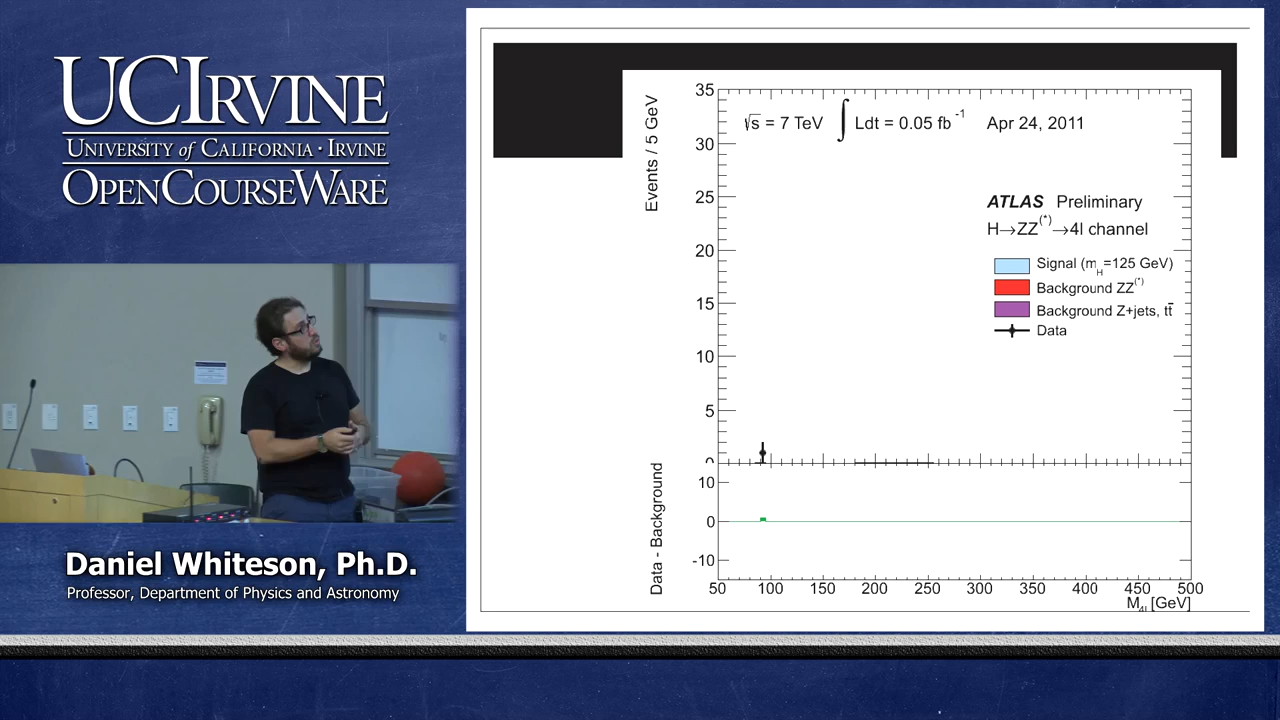 UCIRVINE
UNIVERSITY of CALIFORNIA · IRVINE
OPENCOURSEWARE
Daniel Whiteson, Ph.D.
Professor, Department of Physics and Astronomy
√s = 7 TeV ∫ Ldt = 0.05 fb⁻¹ Apr 24, 2011
ATLAS Preliminary
H→ZZ(*)→4l channel
Signal (m_H=125 GeV)
Background ZZ(*)
Background Z+jets, tt̄
Data
Events / 5 GeV
35
30
25
20
15
10
5
0
Data - Background
10
0
-10
50 100 150 200 250 300 350 400 450 500
M_4l [GeV]